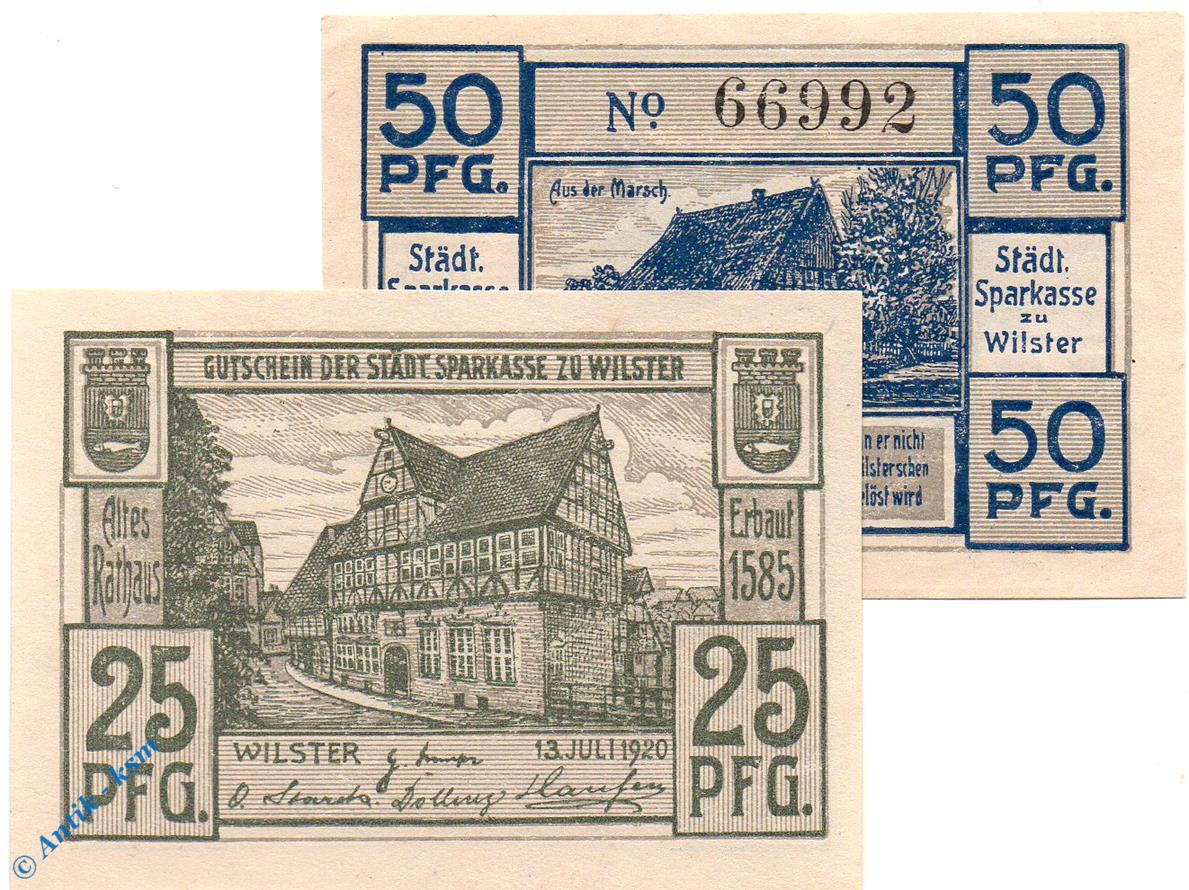 50
PFG.
No 66992
50
PFG.
Aus der Marsch.
Städt.
Sparkasse
Städt.
Sparkasse
zu
Wilster
50
PFG.
n er nicht
ilsterschen
elöst wird
GUTSCHEIN DER STÄDT. SPARKASSE ZU WILSTER
Altes
Rathaus
Erbaut
1585
25
PFG.
25
PFG.
WILSTER
13. JULI 1920
© Antik-ksm